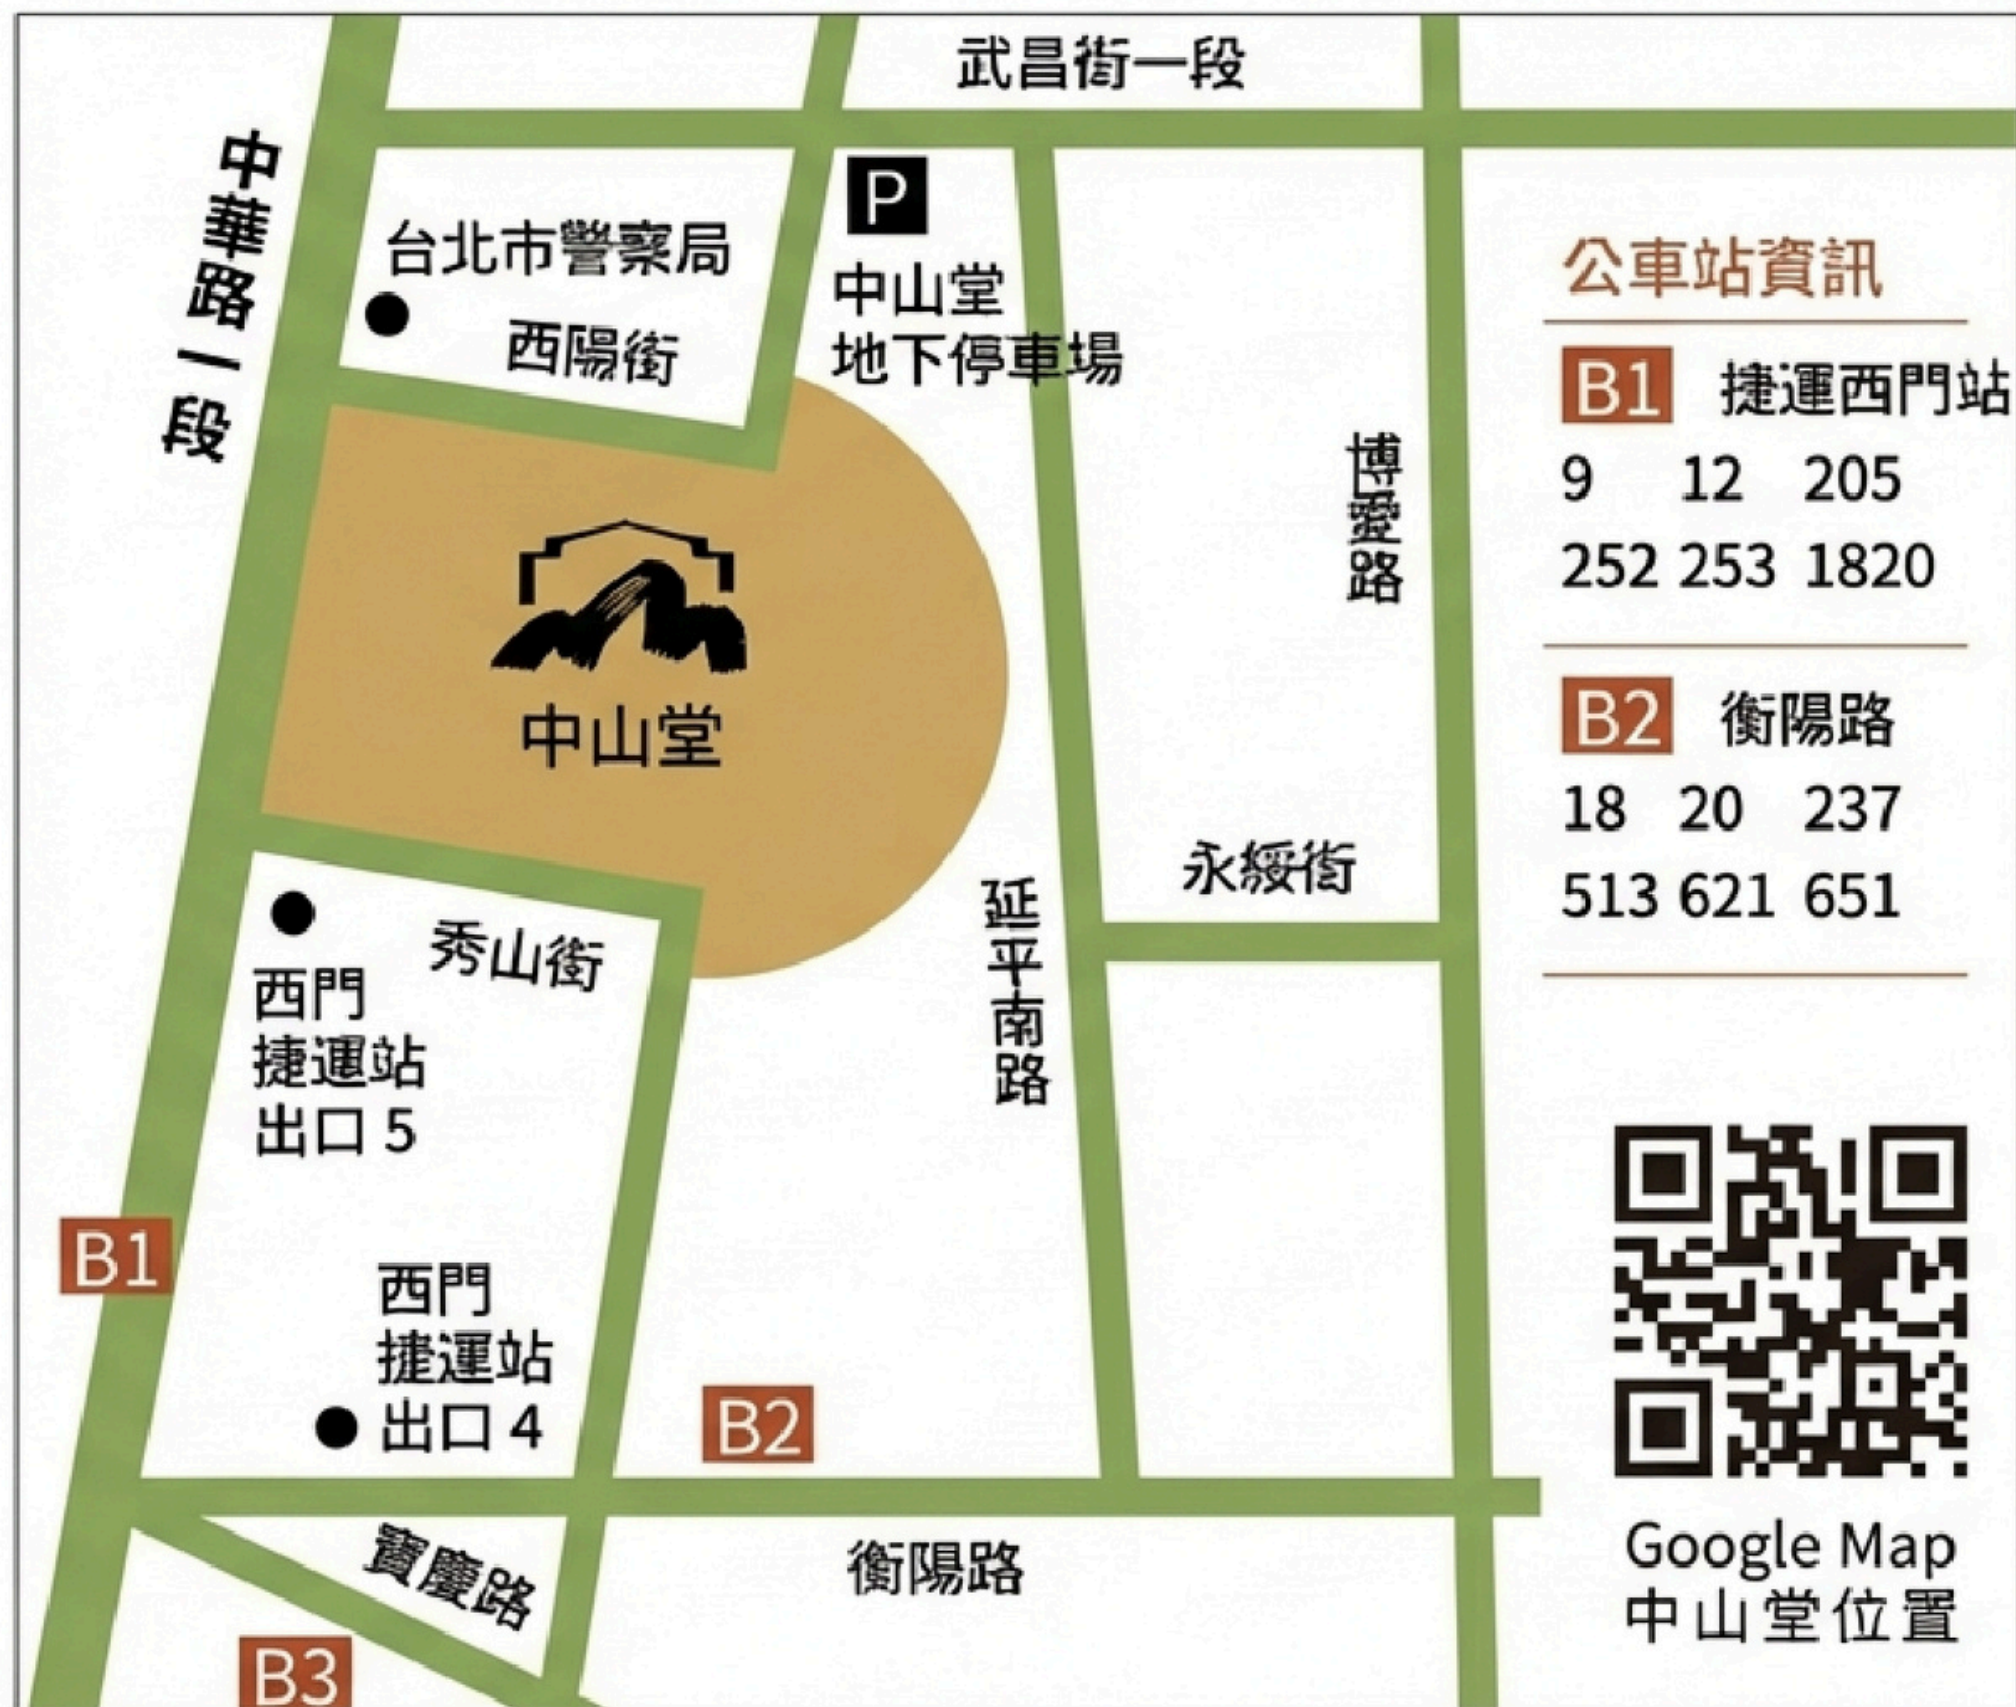 武昌街一段
中華路一段
P
台北市警察局
西陽街
中山堂
地下停車場
博愛路
中山堂
永綏街
延平南路
秀山街
西門
捷運站
出口 5
B1
西門
捷運站
出口 4
B2
寶慶路
衡陽路
B3
公車站資訊
B1 捷運西門站
9 12 205
252 253 1820
B2 衡陽路
18 20 237
513 621 651
Google Map
中山堂位置